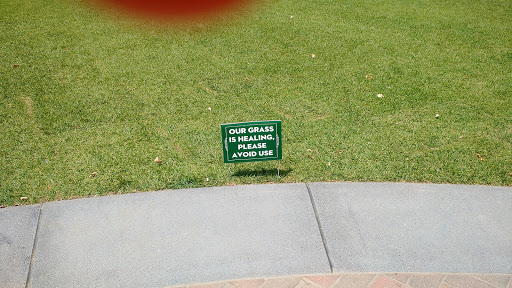 OUR GRASS
IS HEALING,
PLEASE
AVOID USE